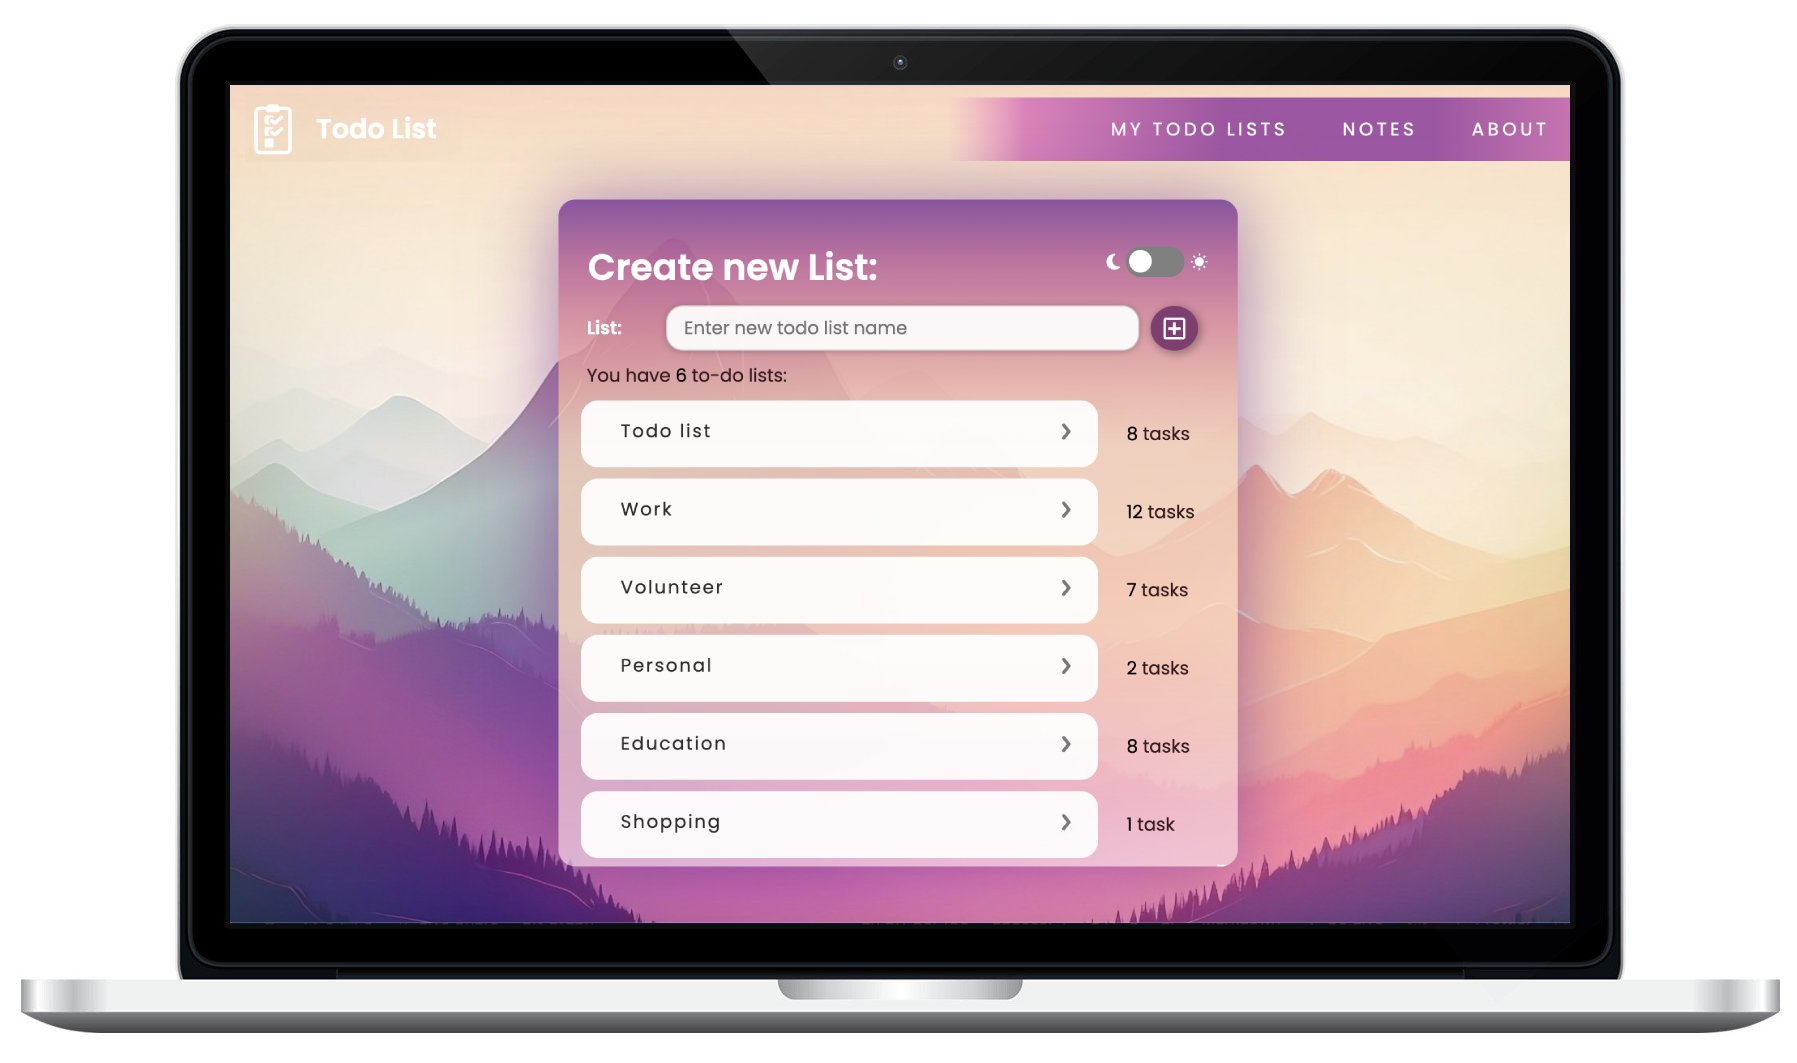 Todo List
MY TODO LISTS NOTES ABOUT
Create new List:
List: Enter new todo list name
You have 6 to-do lists:
Todo list 8 tasks
Work 12 tasks
Volunteer 7 tasks
Personal 2 tasks
Education 8 tasks
Shopping 1 task